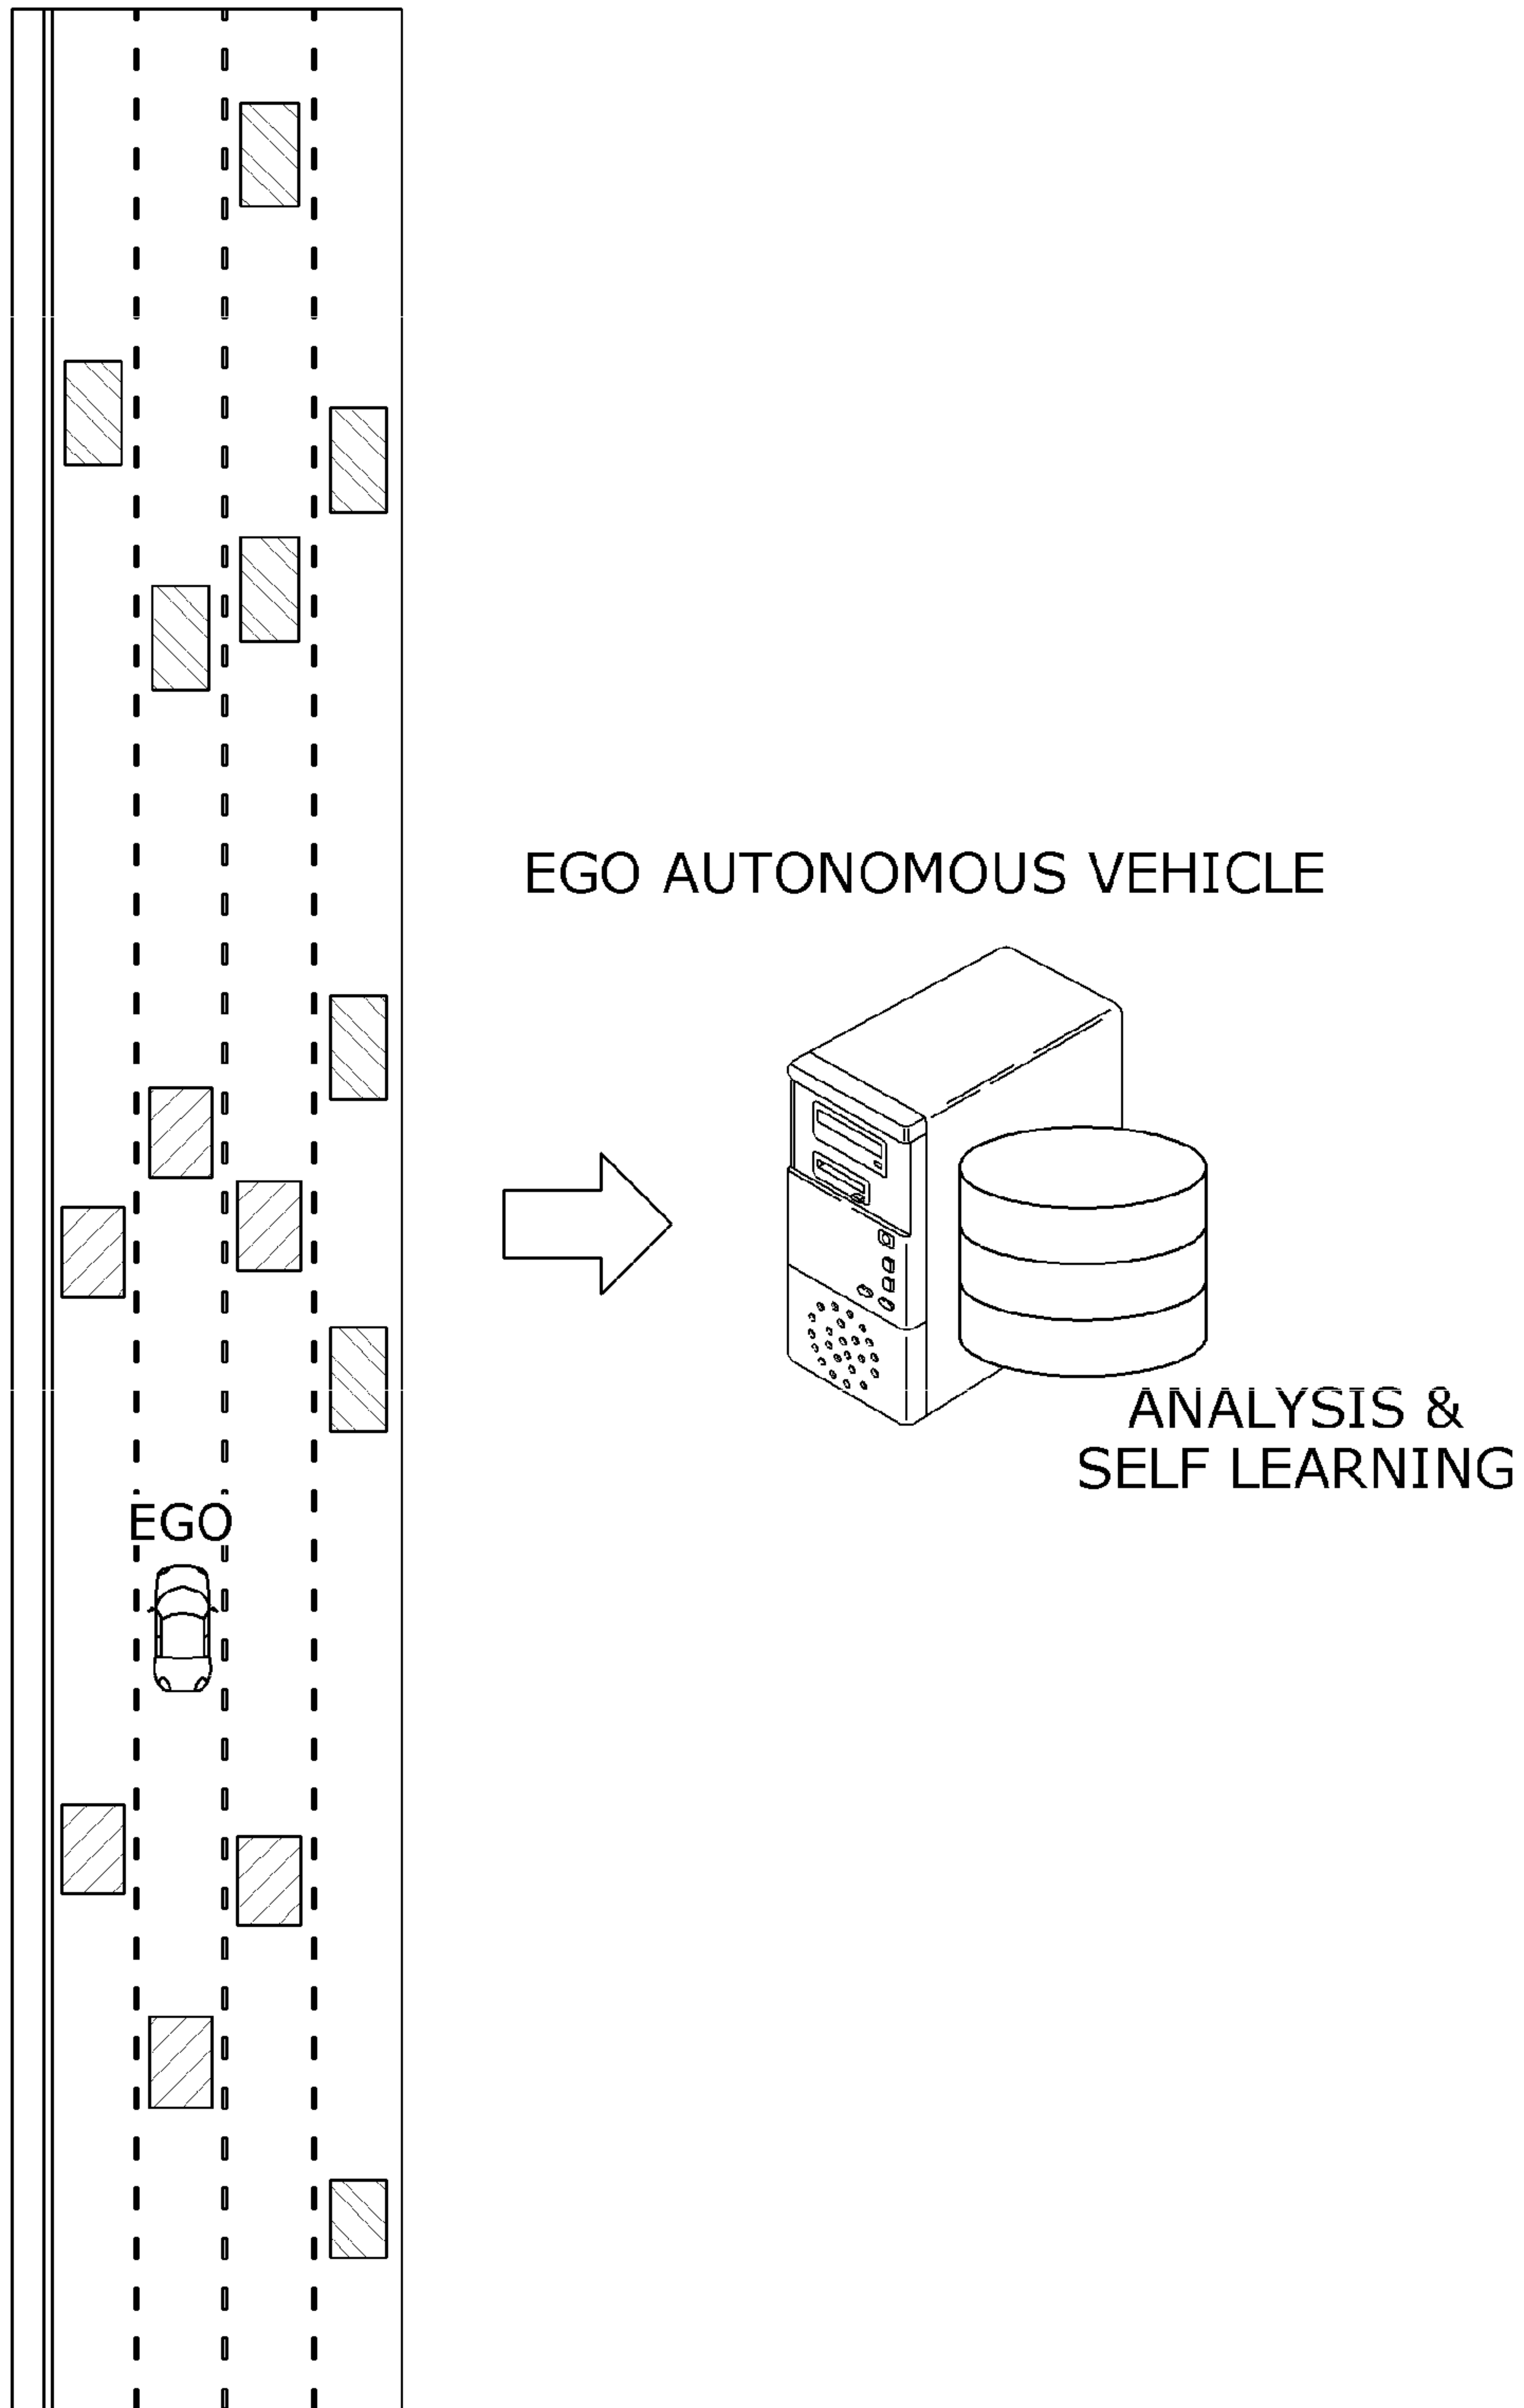 EGO AUTONOMOUS VEHICLE
ANALYSIS &
SELF LEARNING
EGO